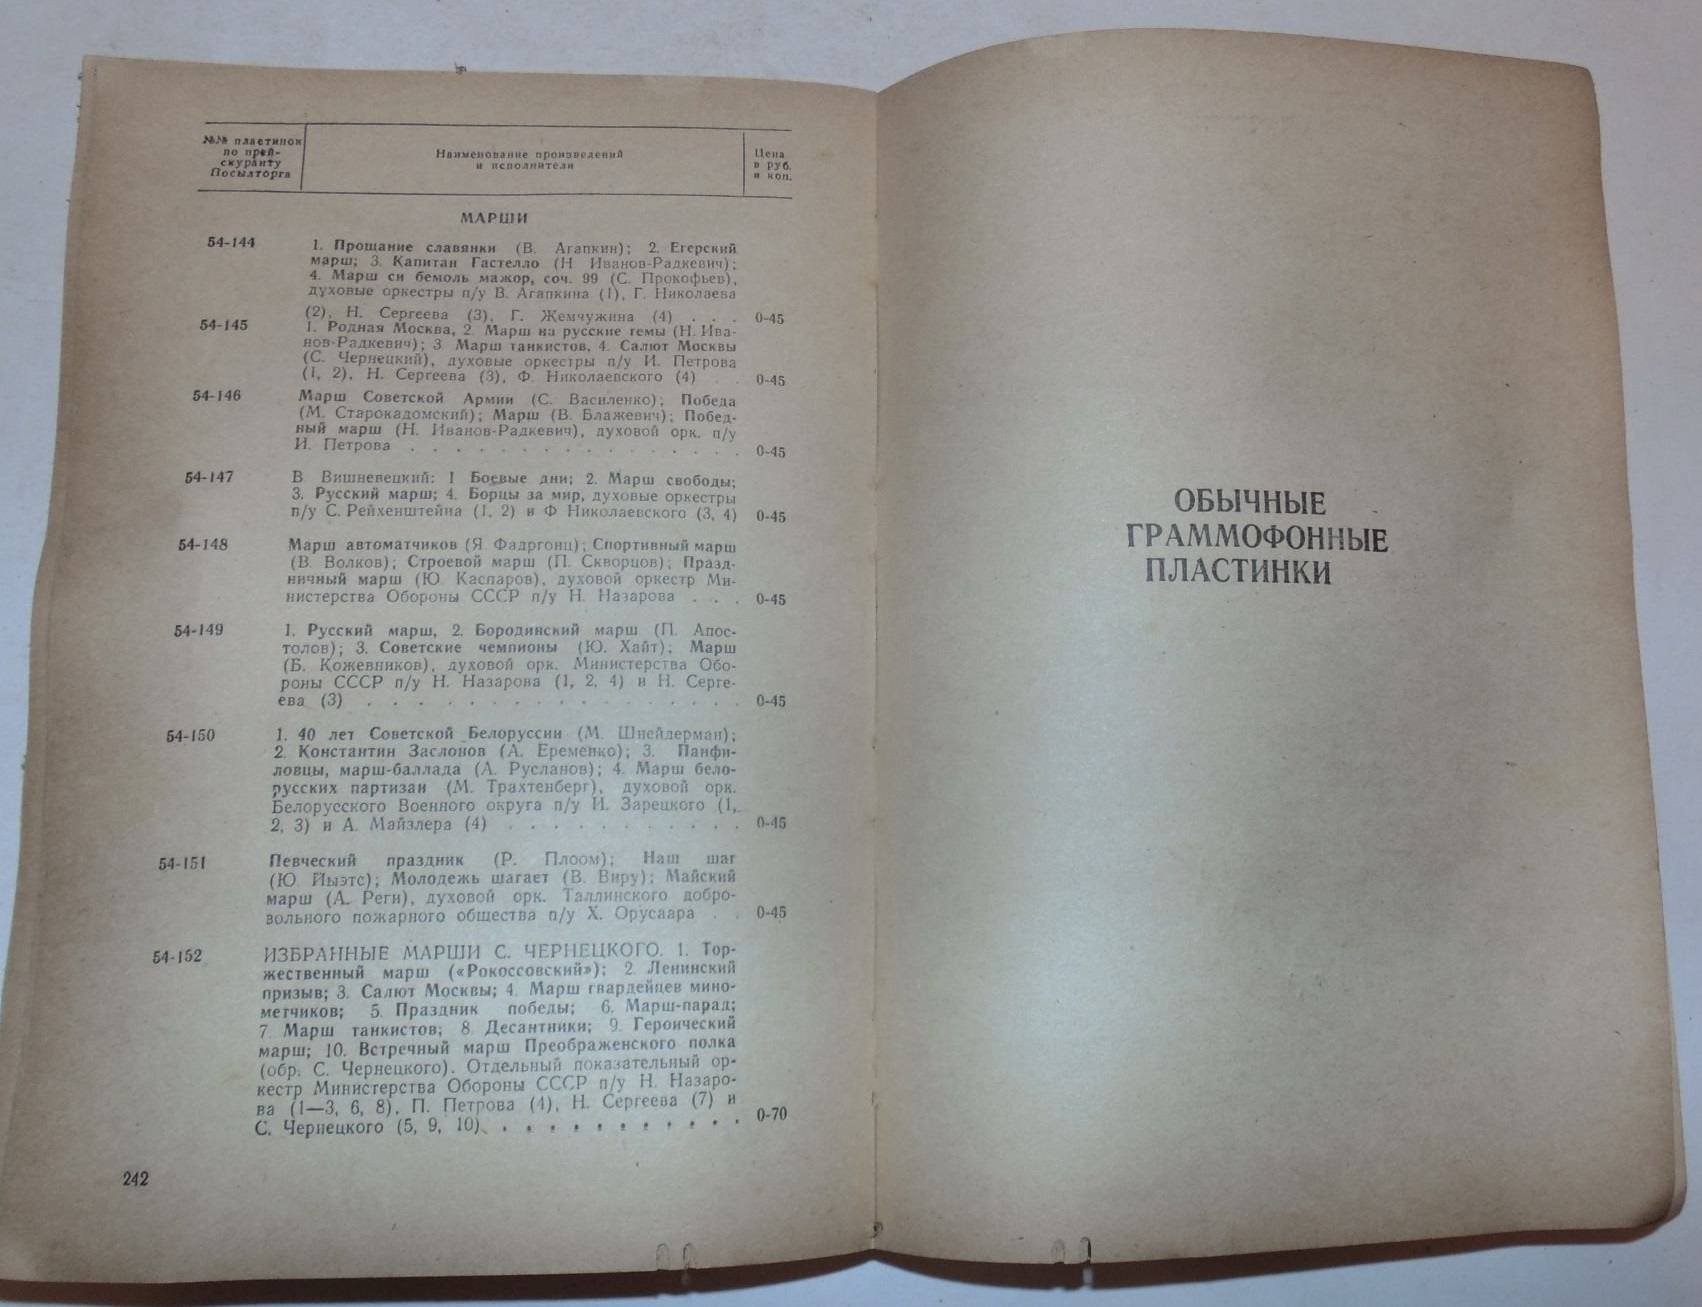 №№ пластинок
по прей-
скуранту
Посылторга
Наименование произведений
и исполнители
Цена
в руб.
и коп.
МАРШИ
54-144 1. Прощание славянки (В. Агапкин); 2. Егерский
марш; 3. Капитан Гастелло (Н Иванов-Радкевич);
4. Марш си бемоль мажор, соч. 99 (С. Прокофьев),
духовые оркестры п/у В. Агапкина (1), Г. Николаева
(2), Н. Сергеева (3), Г. Жемчужина (4) . . . 0-45
54-145 1. Родная Москва, 2. Марш на русские темы (Н. Ива-
нов-Радкевич); 3. Марш танкистов, 4. Салют Москвы
(С. Чернецкий), духовые оркестры п/у И. Петрова
(1, 2), Н. Сергеева (3), Ф. Николаевского (4) . . 0-45
54-146 Марш Советской Армии (С. Василенко); Победа
(М. Старокадомский); Марш (В. Блажевич); Побед-
ный марш (Н. Иванов-Радкевич), духовой орк. п/у
И. Петрова . . . . . . . . . . . . . . 0-45
54-147 В Вишневецкий: 1 Боевые дни; 2. Марш свободы;
3. Русский марш; 4. Борцы за мир, духовые оркестры
п/у С. Рейхенштейна (1, 2) и Ф Николаевского (3, 4) 0-45
54-148 Марш автоматчиков (Я. Фадргонц); Спортивный марш
(В. Волков); Строевой марш (П. Скворцов); Празд-
ничный марш (Ю. Каспаров), духовой оркестр Ми-
нистерства Обороны СССР п/у Н. Назарова . . . 0-45
54-149 1. Русский марш, 2. Бородинский марш (П. Апос-
толов); 3. Советские чемпионы (Ю. Хайт); Марш
(Б. Кожевников), духовой орк. Министерства Обо-
роны СССР п/у Н. Назарова (1, 2, 4) и Н. Серге-
ева (3) . . . . . . . . . . . . . . . 0-45
54-150 1. 40 лет Советской Белоруссии (М. Шнейдерман);
2. Константин Заслонов (А. Еременко); 3. Панфи-
ловцы, марш-баллада (А. Русланов); 4. Марш бело-
русских партизан (М. Трахтенберг), духовой орк.
Белорусского Военного округа п/у И. Зарецкого (1,
2, 3) и А. Майзлера (4) . . . . . . . . . . 0-45
54-151 Певческий праздник (Р. Плоом); Наш шаг
(Ю. Йыэтс); Молодежь шагает (В. Виру); Майский
марш (А. Реги), духовой орк. Таллинского добро-
вольного пожарного общества п/у Х. Орусаара . . 0-45
54-152 ИЗБРАННЫЕ МАРШИ С. ЧЕРНЕЦКОГО. 1. Тор-
жественный марш («Рокоссовский»); 2. Ленинский
призыв; 3. Салют Москвы; 4. Марш гвардейцев мино-
метчиков; 5. Праздник победы; 6. Марш-парад;
7. Марш танкистов; 8. Десантники; 9. Героический
марш; 10. Встречный марш Преображенского полка
(обр. С. Чернецкого). Отдельный показательный ор-
кестр Министерства Обороны СССР п/у Н. Назаро-
ва (1—3, 6, 8), П. Петрова (4), Н. Сергеева (7) и
С. Чернецкого (5, 9, 10). . . . . . . . . . . 0-70
242
ОБЫЧНЫЕ
ГРАММОФОННЫЕ
ПЛАСТИНКИ